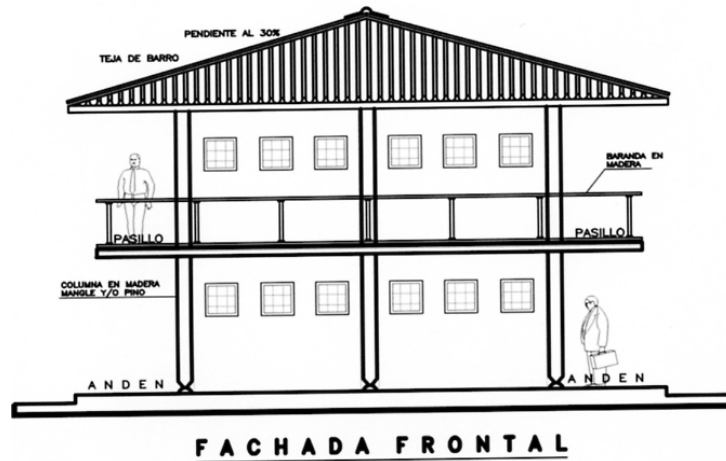 PENDIENTE AL 30%
TEJA DE BARRO
BARANDA EN
MADERA
PASILLO
PASILLO
COLUMNA EN MADERA
MANGLE Y/O PINO
ANDEN
ANDEN
FACHADA FRONTAL